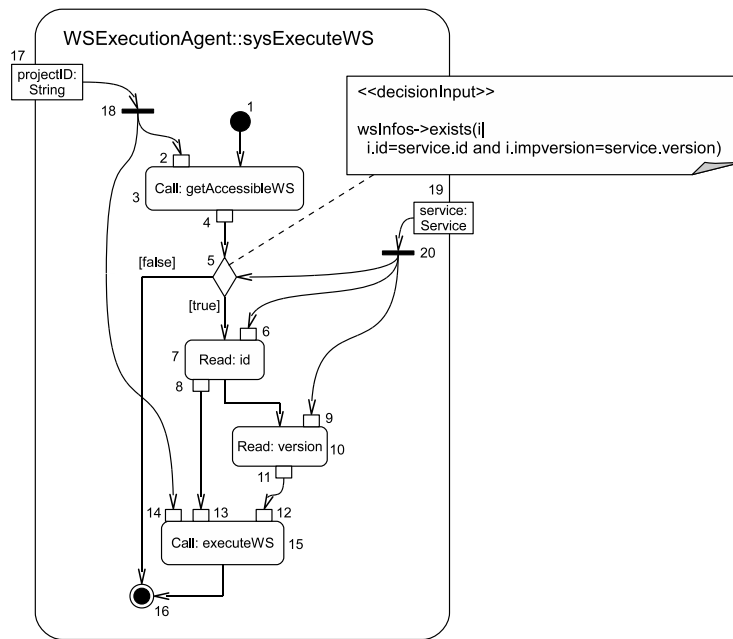 WSExecutionAgent::sysExecuteWS
17
projectID:
String
18
1
<<decisionInput>>
wsInfos->exists(i|
i.id=service.id and i.impversion=service.version)
2
3
Call: getAccessibleWS
4
19
service:
Service
20
5
[false]
[true]
6
7
Read: id
8
9
Read: version
10
11
14
13
12
Call: executeWS
15
16